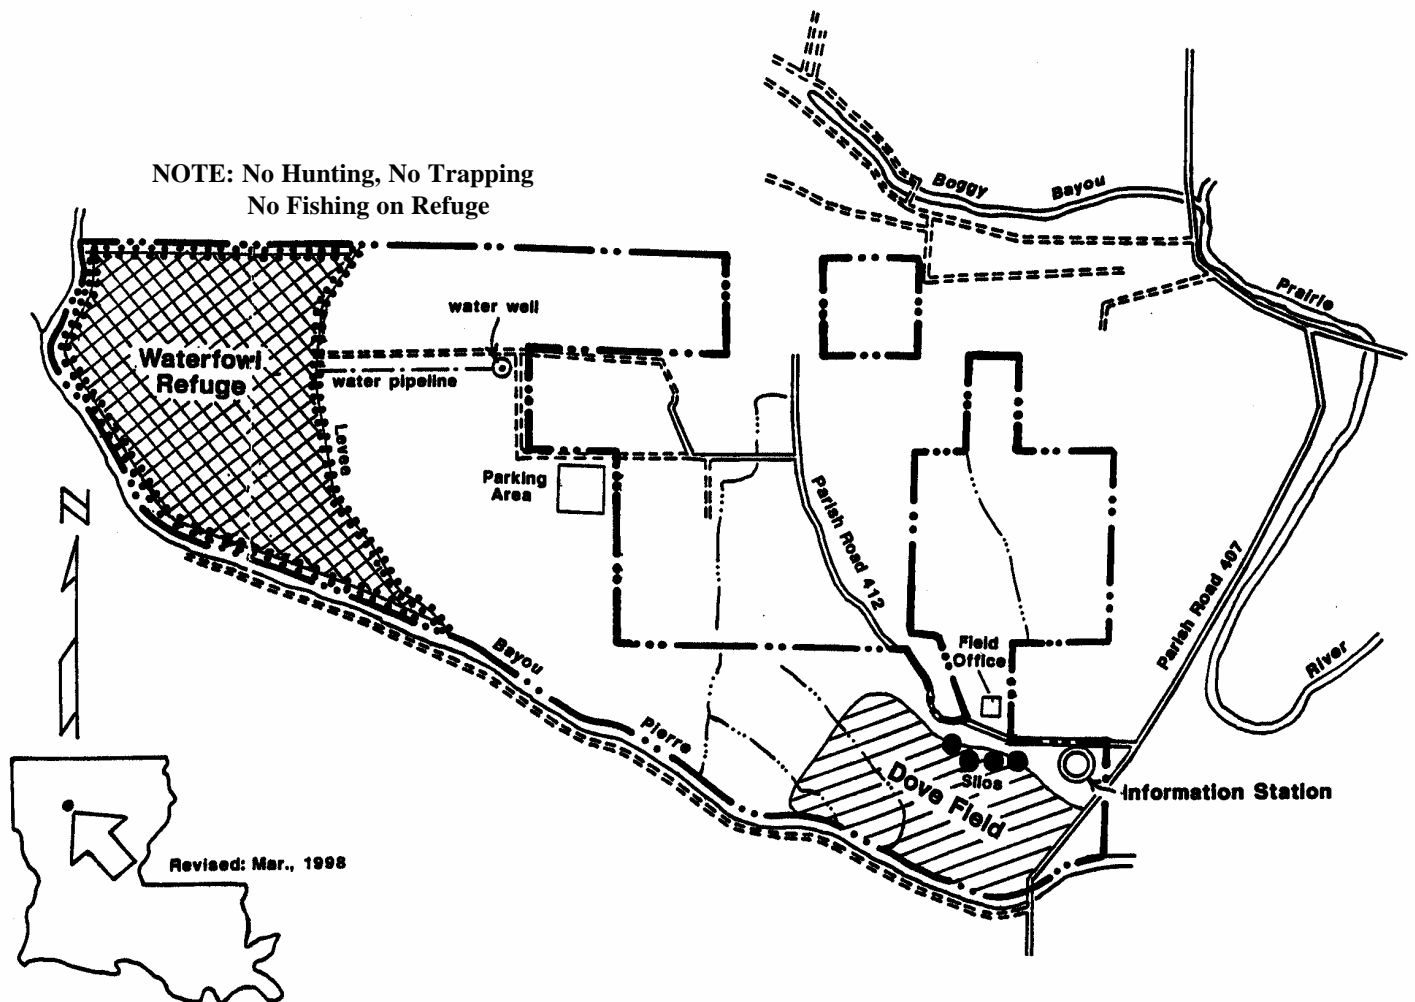 NOTE: No Hunting, No Trapping
No Fishing on Refuge
Boggy Bayou
Prairie
water well
Waterfowl
Refuge
water pipeline
Levee
Parking
Area
N
Parish Road 412
Parish Road 407
Field
Office
River
Bayou
Pierre
Silos
Dove Field
Information Station
Revised: Mar., 1998